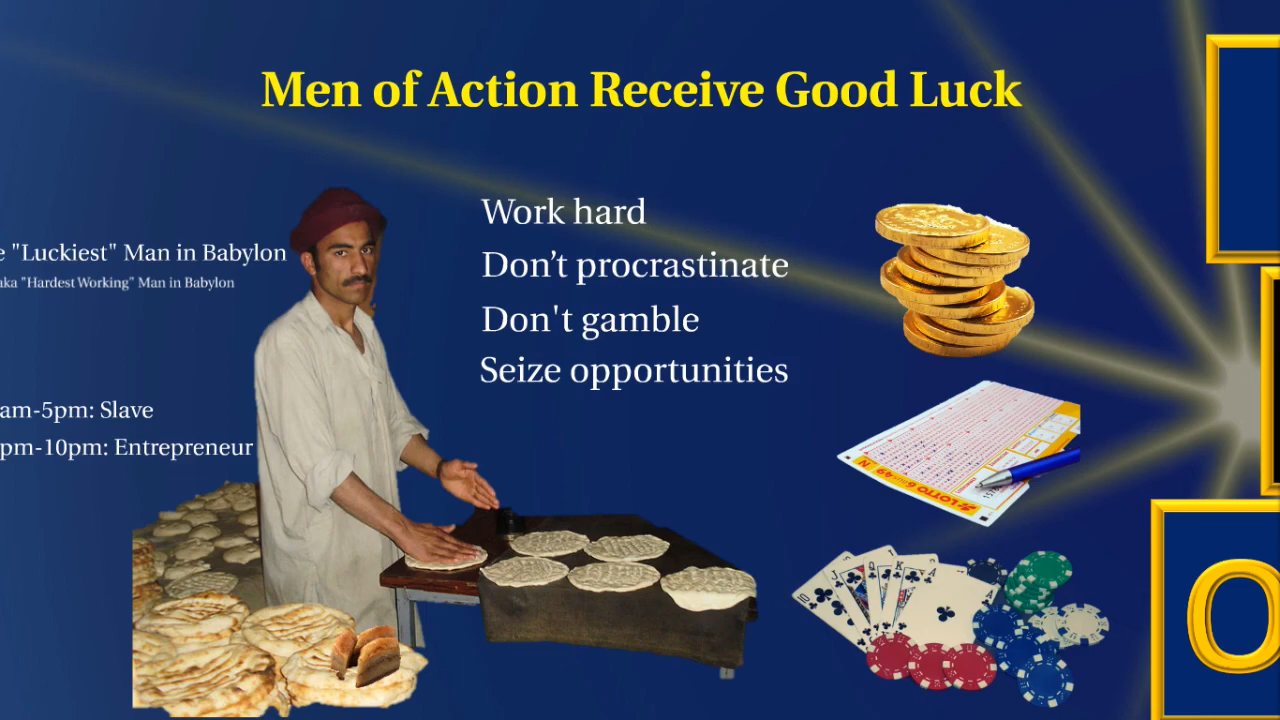 Men of Action Receive Good Luck
e "Luckiest" Man in Babylon
aka "Hardest Working" Man in Babylon
am-5pm: Slave
pm-10pm: Entrepreneur
Work hard
Don’t procrastinate
Don't gamble
Seize opportunities
LOTTO
10
J
Q
K
A
O